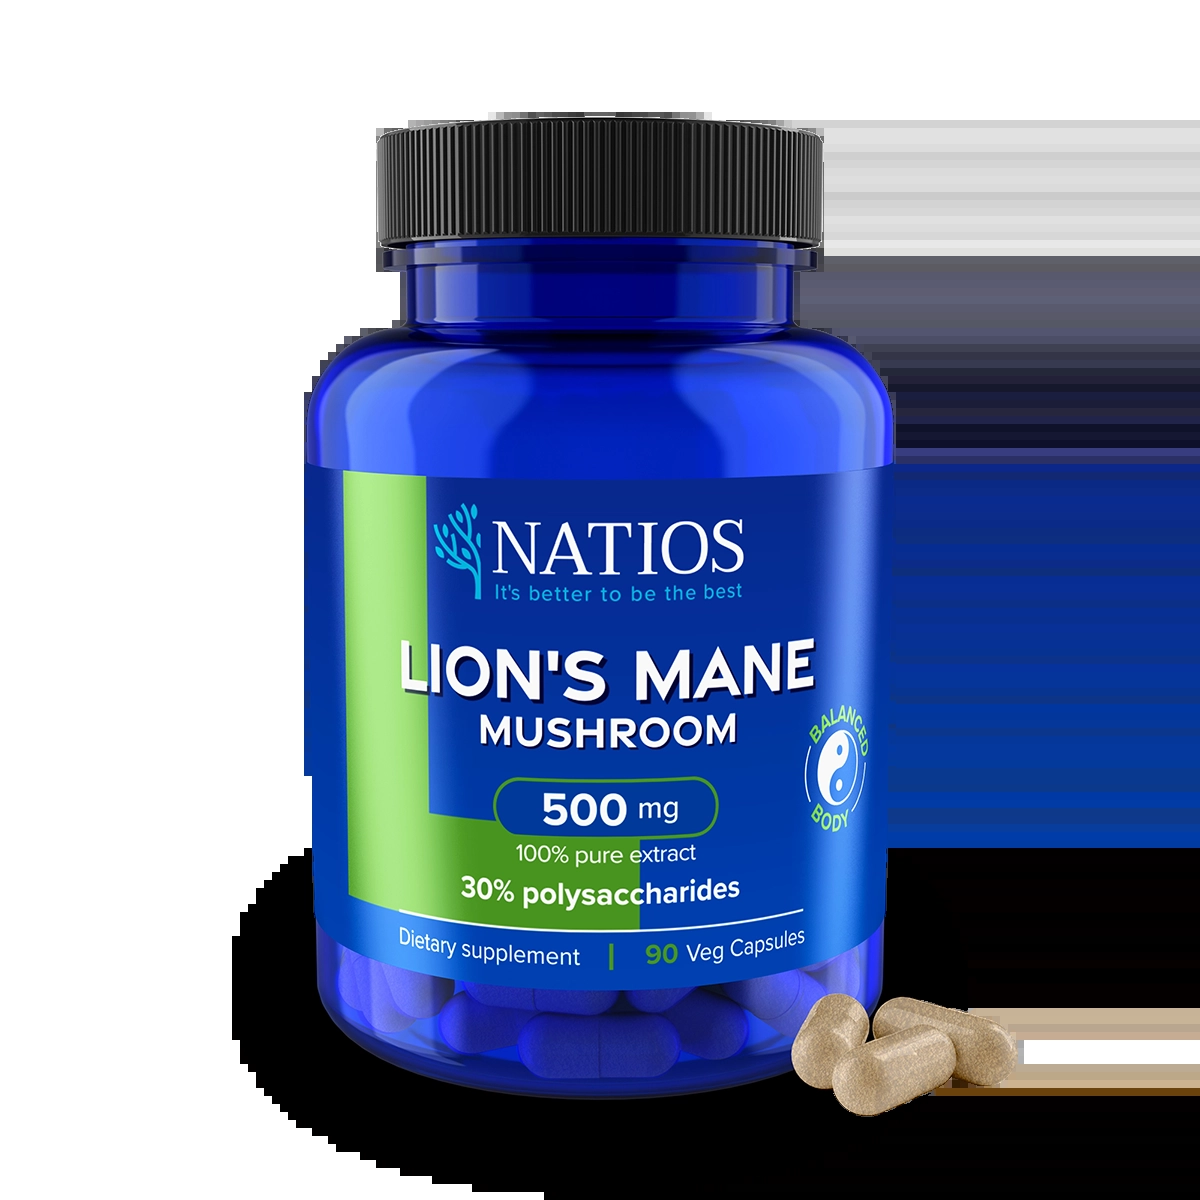 NATIOS
It's better to be the best
LION'S MANE
MUSHROOM
500 mg
100% pure extract
30% polysaccharides
BALANCED
BODY
Dietary supplement | 90 Veg Capsules